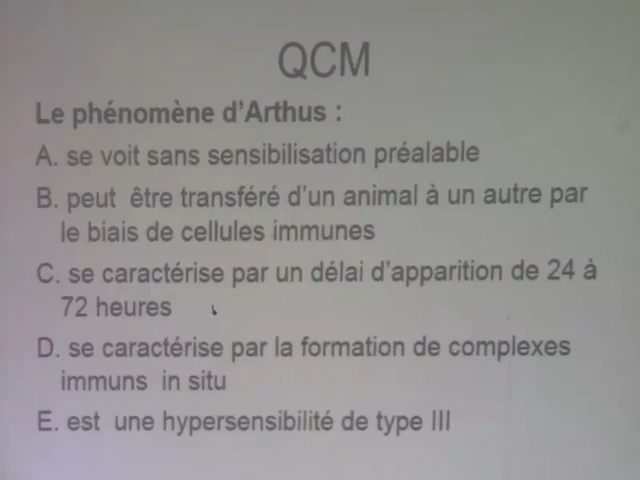 QCM
Le phénomène d'Arthus :
A. se voit sans sensibilisation préalable
B. peut être transféré d'un animal à un autre par
le biais de cellules immunes
C. se caractérise par un délai d'apparition de 24 à
72 heures
D. se caractérise par la formation de complexes
immuns in situ
E. est une hypersensibilité de type III